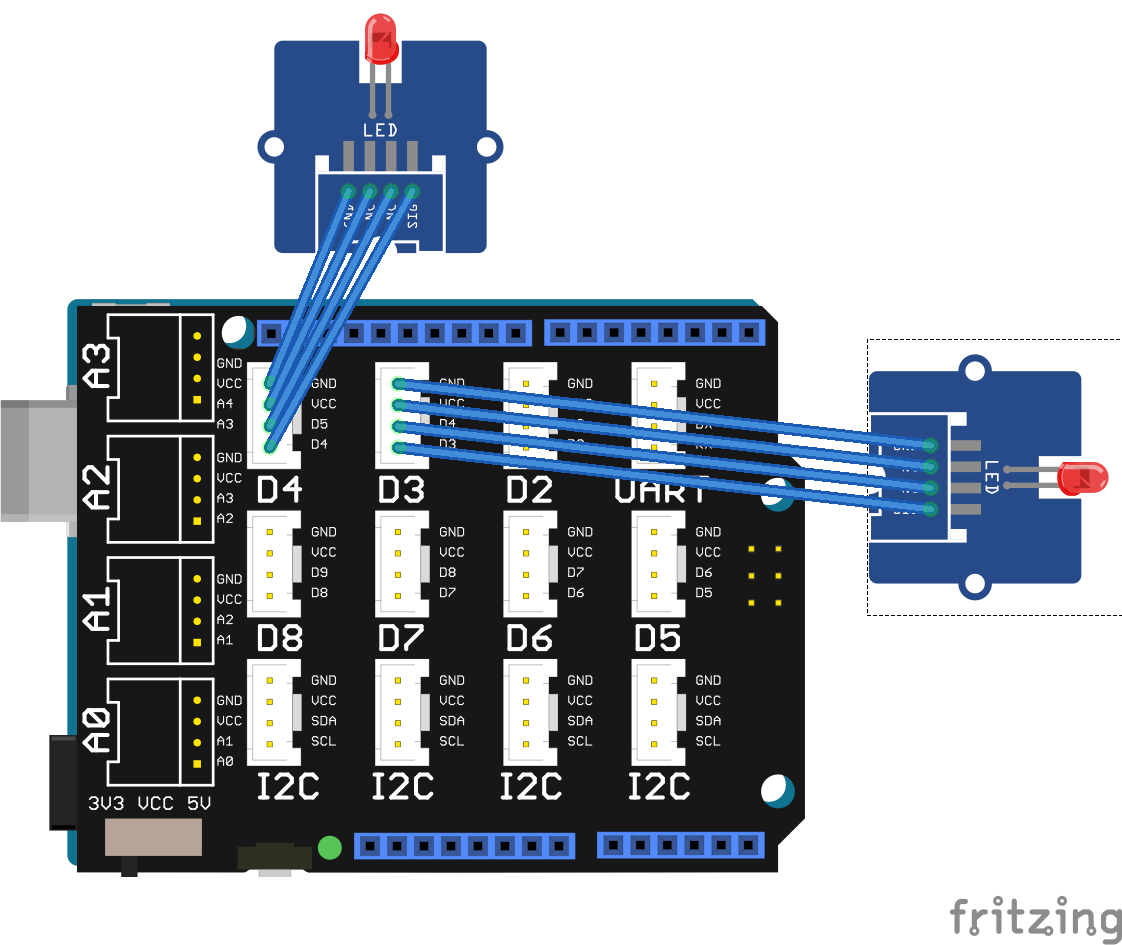 LED
GND
NC
NC
SIG
A3
GND
VCC
A4
A3
GND
VCC
D5
D4
GND
VCC
D4
D3
GND
GND
VCC
D4
D3
D2
UART
LED
A2
GND
VCC
A3
A2
GND
VCC
D9
D8
GND
VCC
D8
D7
GND
VCC
D7
D6
GND
VCC
D6
D5
D8
D7
D6
D5
A1
GND
VCC
A2
A1
A0
GND
VCC
A1
A0
GND
VCC
SDA
SCL
GND
VCC
SDA
SCL
GND
VCC
SDA
SCL
GND
VCC
SDA
SCL
I2C
I2C
I2C
I2C
3V3 VCC 5V
fritzing